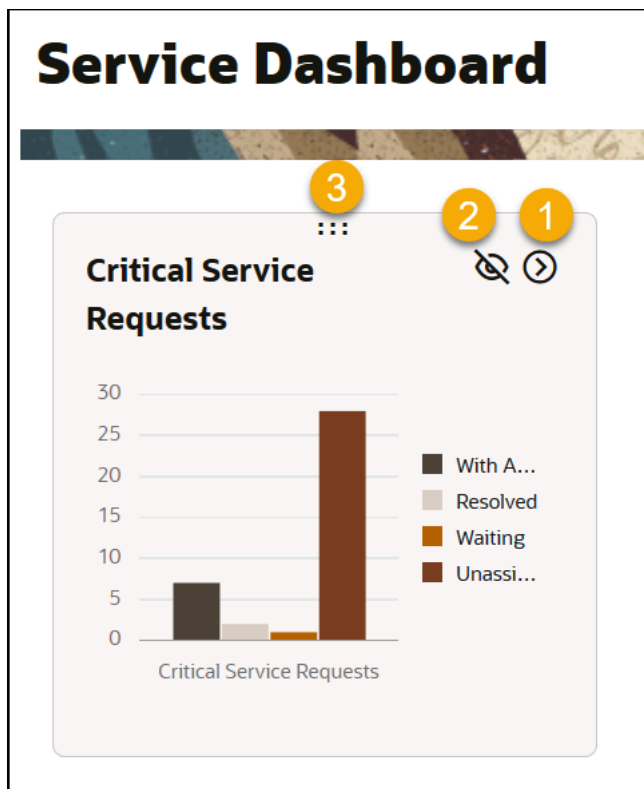 Service Dashboard
3
2
1
Critical Service
Requests
30
25
20
15
10
5
0
With A...
Resolved
Waiting
Unassi...
Critical Service Requests